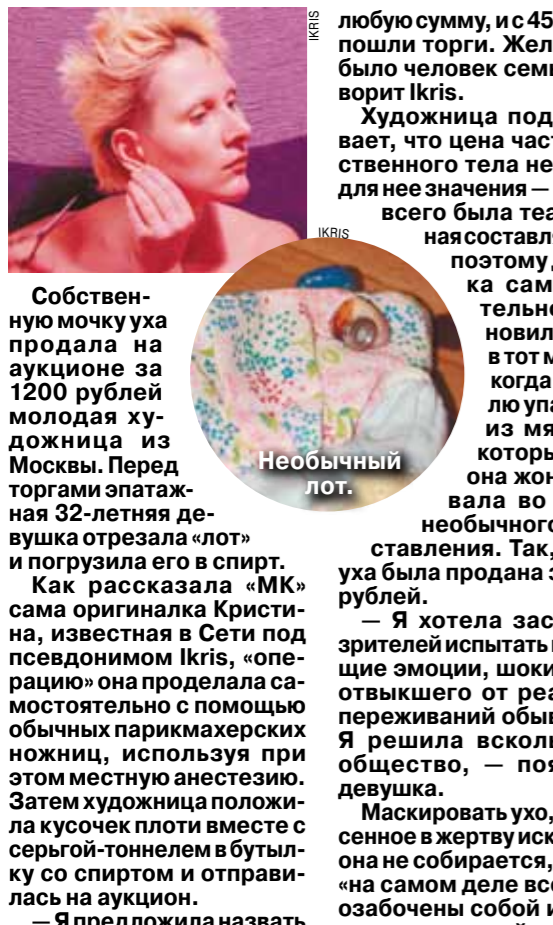 IKRIS
Собствен-
ную мочку уха
продала на
аукционе за
1200 рублей
молодая ху-
дожница из
Москвы. Перед
торгами эпатаж-
ная 32-летняя де-
вушка отрезала «лот»
и погрузила его в спирт.
Как рассказала «МК»
сама оригиналка Кристи-
на, известная в Сети под
псевдонимом Ikris, «опе-
рацию» она проделала са-
мостоятельно с помощью
обычных парикмахерских
ножниц, используя при
этом местную анестезию.
Затем художница положи-
ла кусочек плоти вместе с
серьгой-тоннелем в бутыл-
ку со спиртом и отправи-
лась на аукцион.
— Я предложила назвать
IKRIS
Необычный
лот.
любую сумму, и с 45
пошли торги. Жел
было человек сем
ворит Ikris.
Художница под
вает, что цена час
ственного тела не
для нее значения —
всего была теа
ная составл
поэтому
ка сам
тельно
новил
в тот м
когда
лю упа
из мя
которы
она жон
вала во
необычного
ставления. Так,
уха была продана з
рублей.
— Я хотела зас
зрителей испытать
щие эмоции, шоки
отвыкшего от реа
переживаний обыв
Я решила всколь
общество, — поя
девушка.
Маскировать ухо,
сенное в жертву иск
она не собирается,
«на самом деле все
озабочены собой и